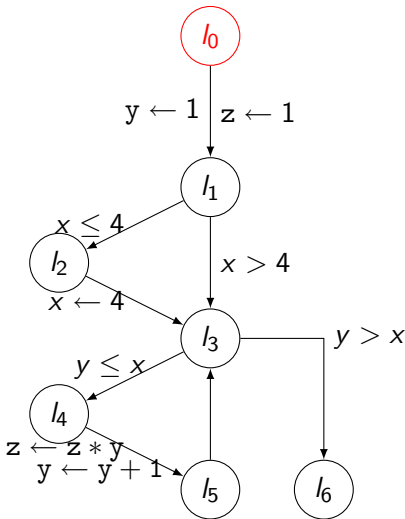 l₀
y ← 1 z ← 1
l₁
x ≤ 4
l₂
x > 4
x ← 4
l₃
y > x
y ≤ x
l₄
z ← z * y
y ← y + 1
l₅ l₆